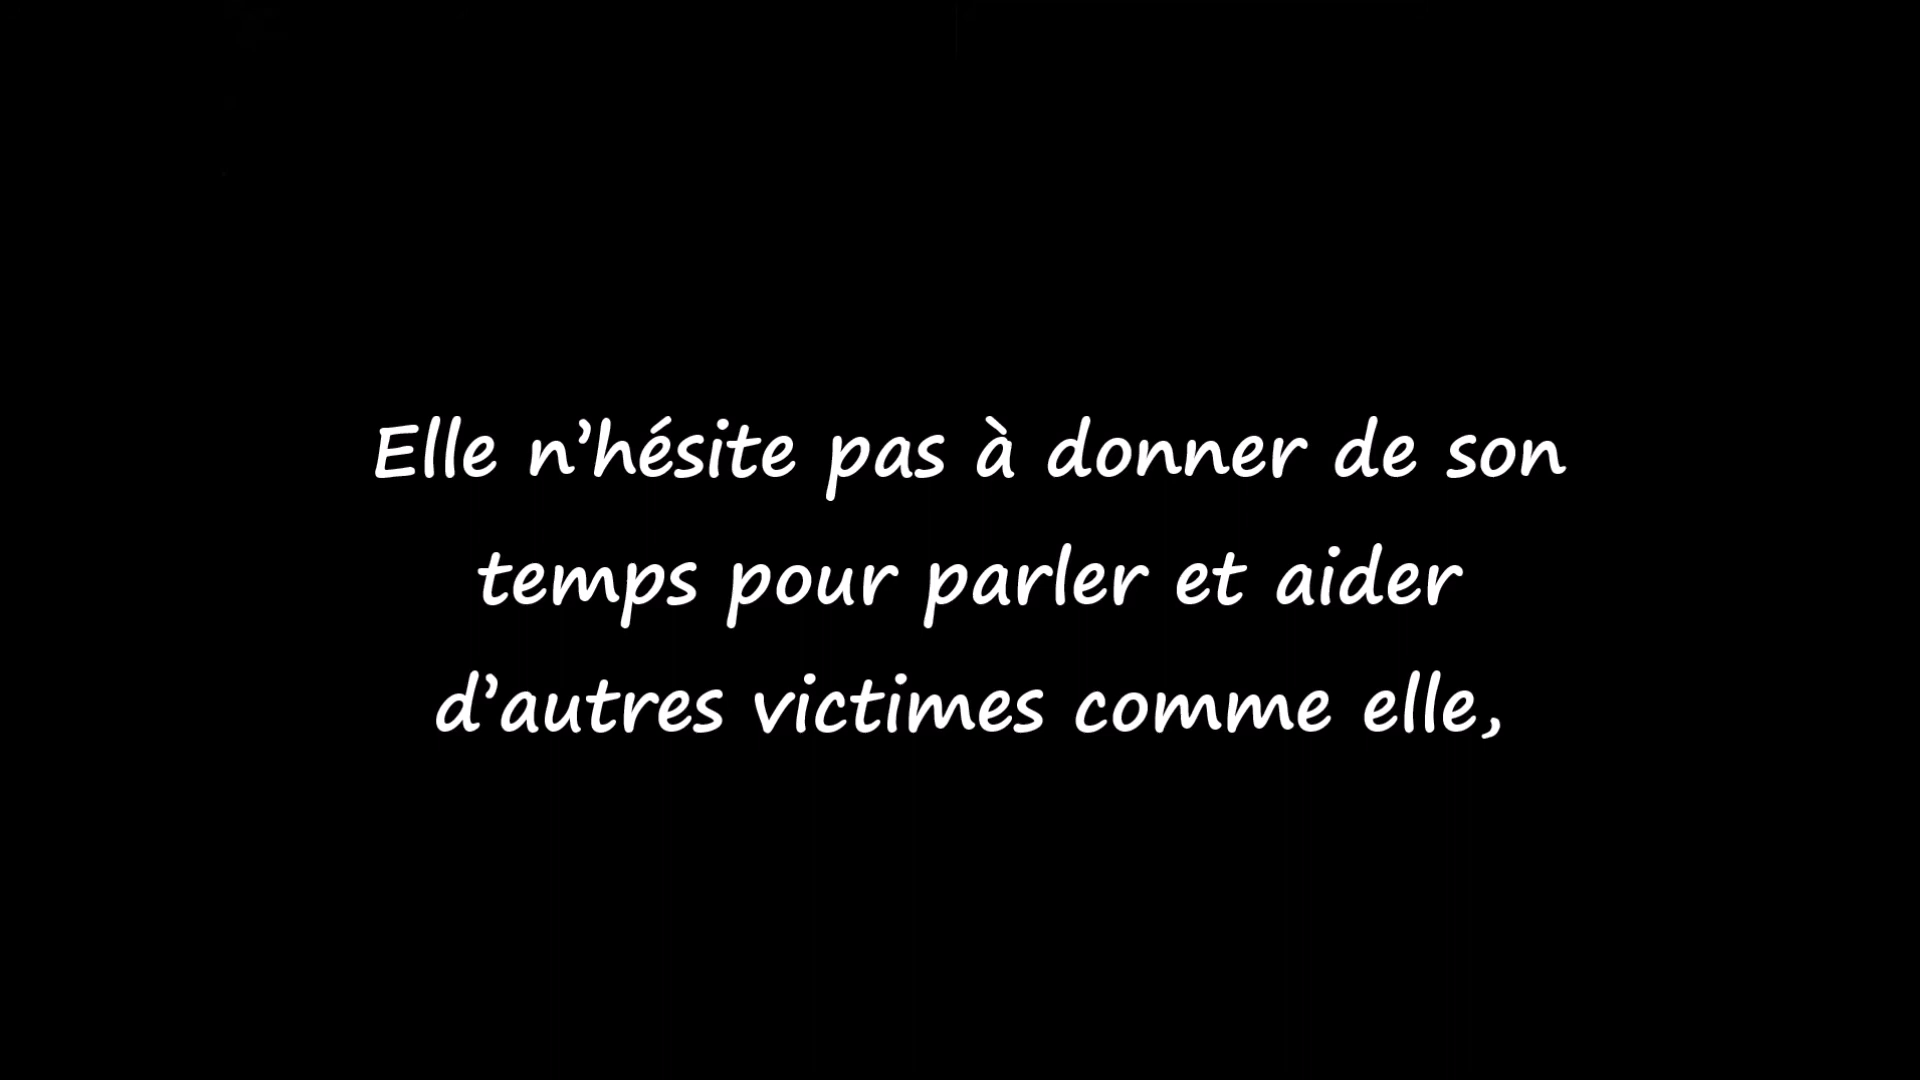 Elle n’hésite pas à donner de son
temps pour parler et aider
d’autres victimes comme elle,